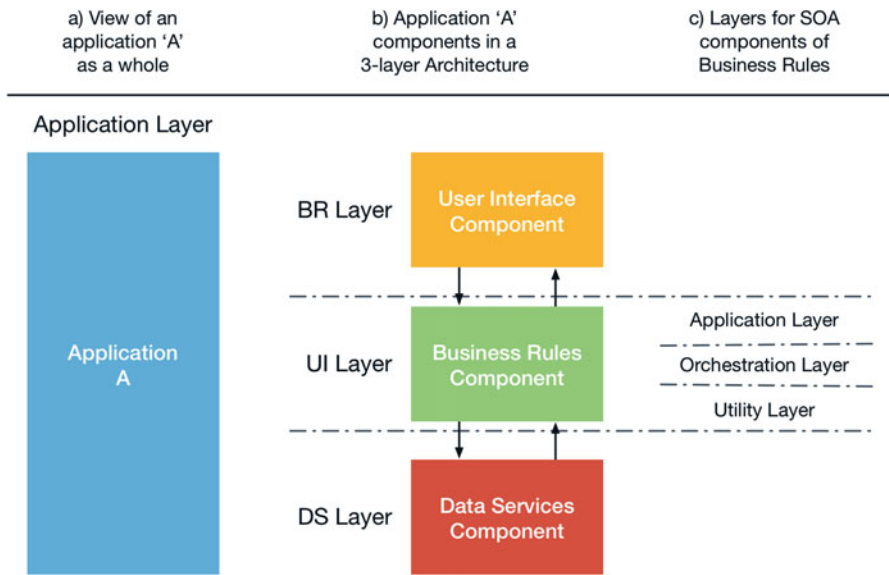 a) View of an
application ‘A’
as a whole
b) Application ‘A’
components in a
3-layer Architecture
c) Layers for SOA
components of
Business Rules
Application Layer
Application
A
BR Layer
User Interface
Component
UI Layer
Business Rules
Component
DS Layer
Data Services
Component
Application Layer
Orchestration Layer
Utility Layer